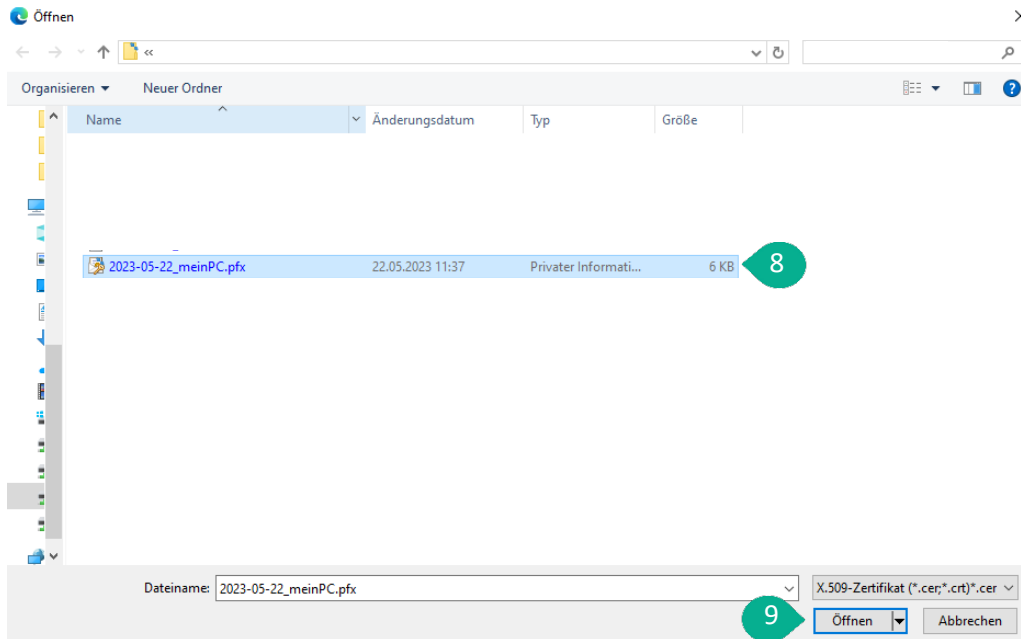 Öffnen
«
Organisieren Neuer Ordner
Name Änderungsdatum Typ Größe
2023-05-22_meinPC.pfx 22.05.2023 11:37 Privater Informati... 6 KB 8
Dateiname: 2023-05-22_meinPC.pfx X.509-Zertifikat (*.cer;*.crt)*.cer
9 Öffnen Abbrechen